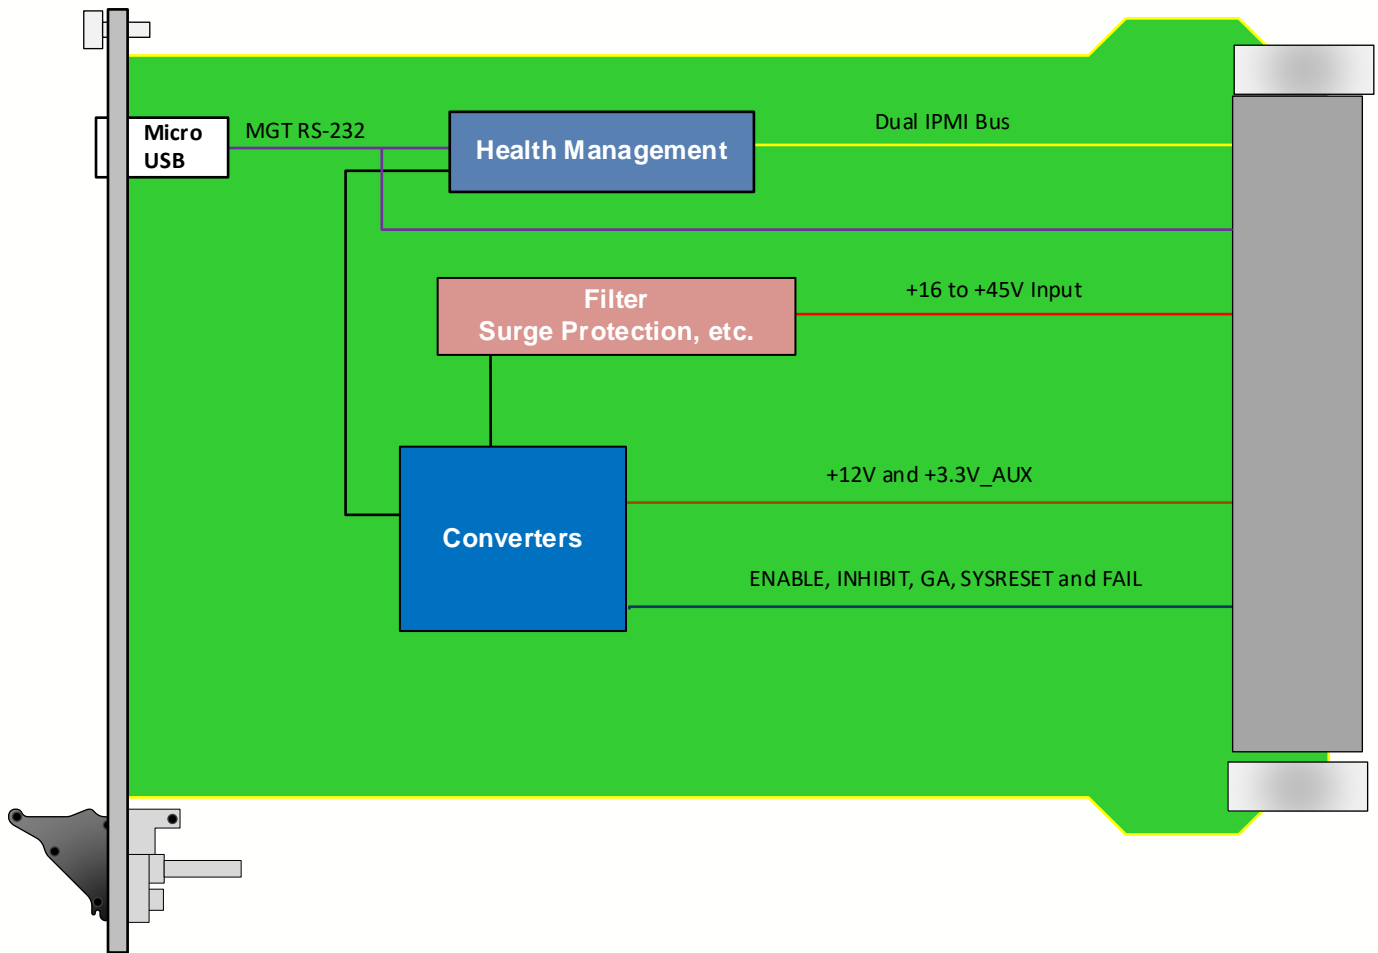 Micro
USB
MGT RS-232
Health Management
Dual IPMI Bus
Filter
Surge Protection, etc.
+16 to +45V Input
Converters
+12V and +3.3V_AUX
ENABLE, INHIBIT, GA, SYSRESET and FAIL